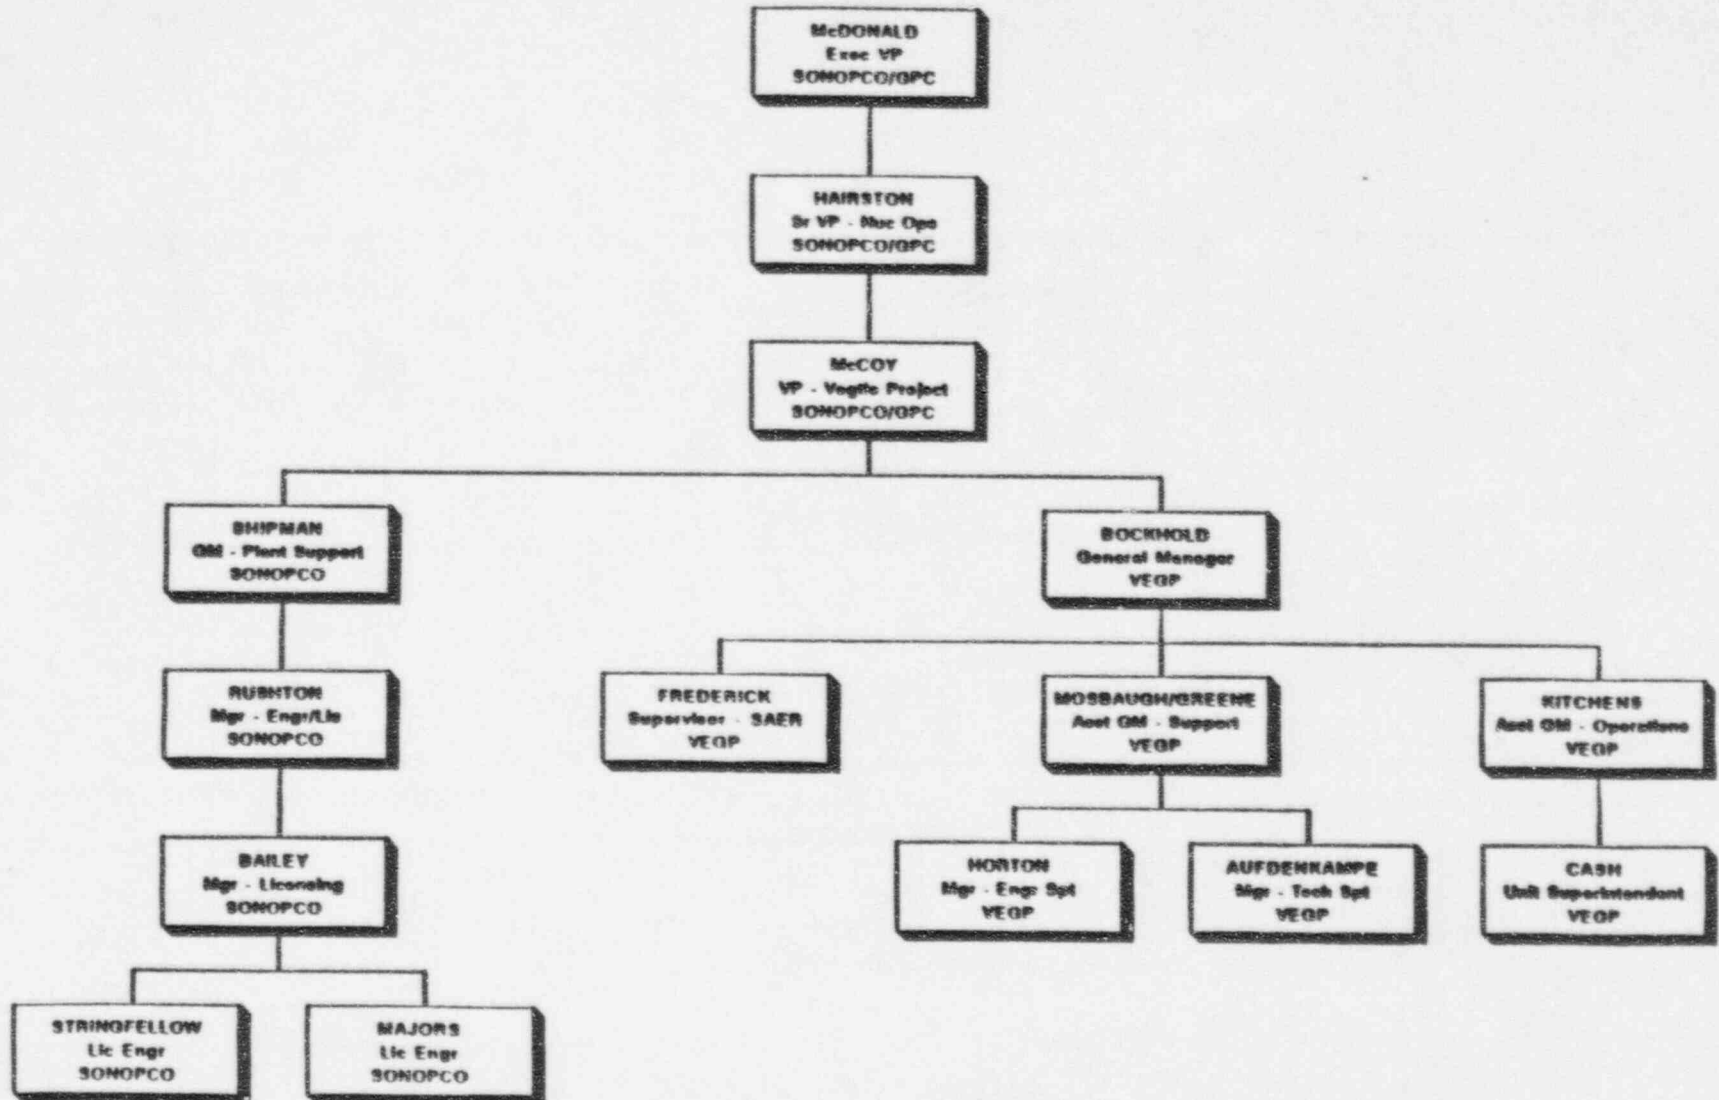 McDONALD
Exec VP
SONOPCO/GPC
HAIRSTON
Sr VP - Nuc Ops
SONOPCO/GPC
McCOY
VP - Vogtle Project
SONOPCO/GPC
SHIPMAN
GM - Plant Support
SONOPCO
BOCKHOLD
General Manager
VEGP
RUSHTON
Mgr - Engr/Lic
SONOPCO
FREDERICK
Supervisor - SAER
VEGP
MOSBAUGH/GREENE
Asst GM - Support
VEGP
KITCHENS
Asst GM - Operations
VEGP
BAILEY
Mgr - Licensing
SONOPCO
HORTON
Mgr - Engr Spt
VEGP
AUFDENKAMPE
Mgr - Tech Spt
VEGP
CASH
Unit Superintendant
VEGP
STRINGFELLOW
Lic Engr
SONOPCO
MAJORS
Lic Engr
SONOPCO